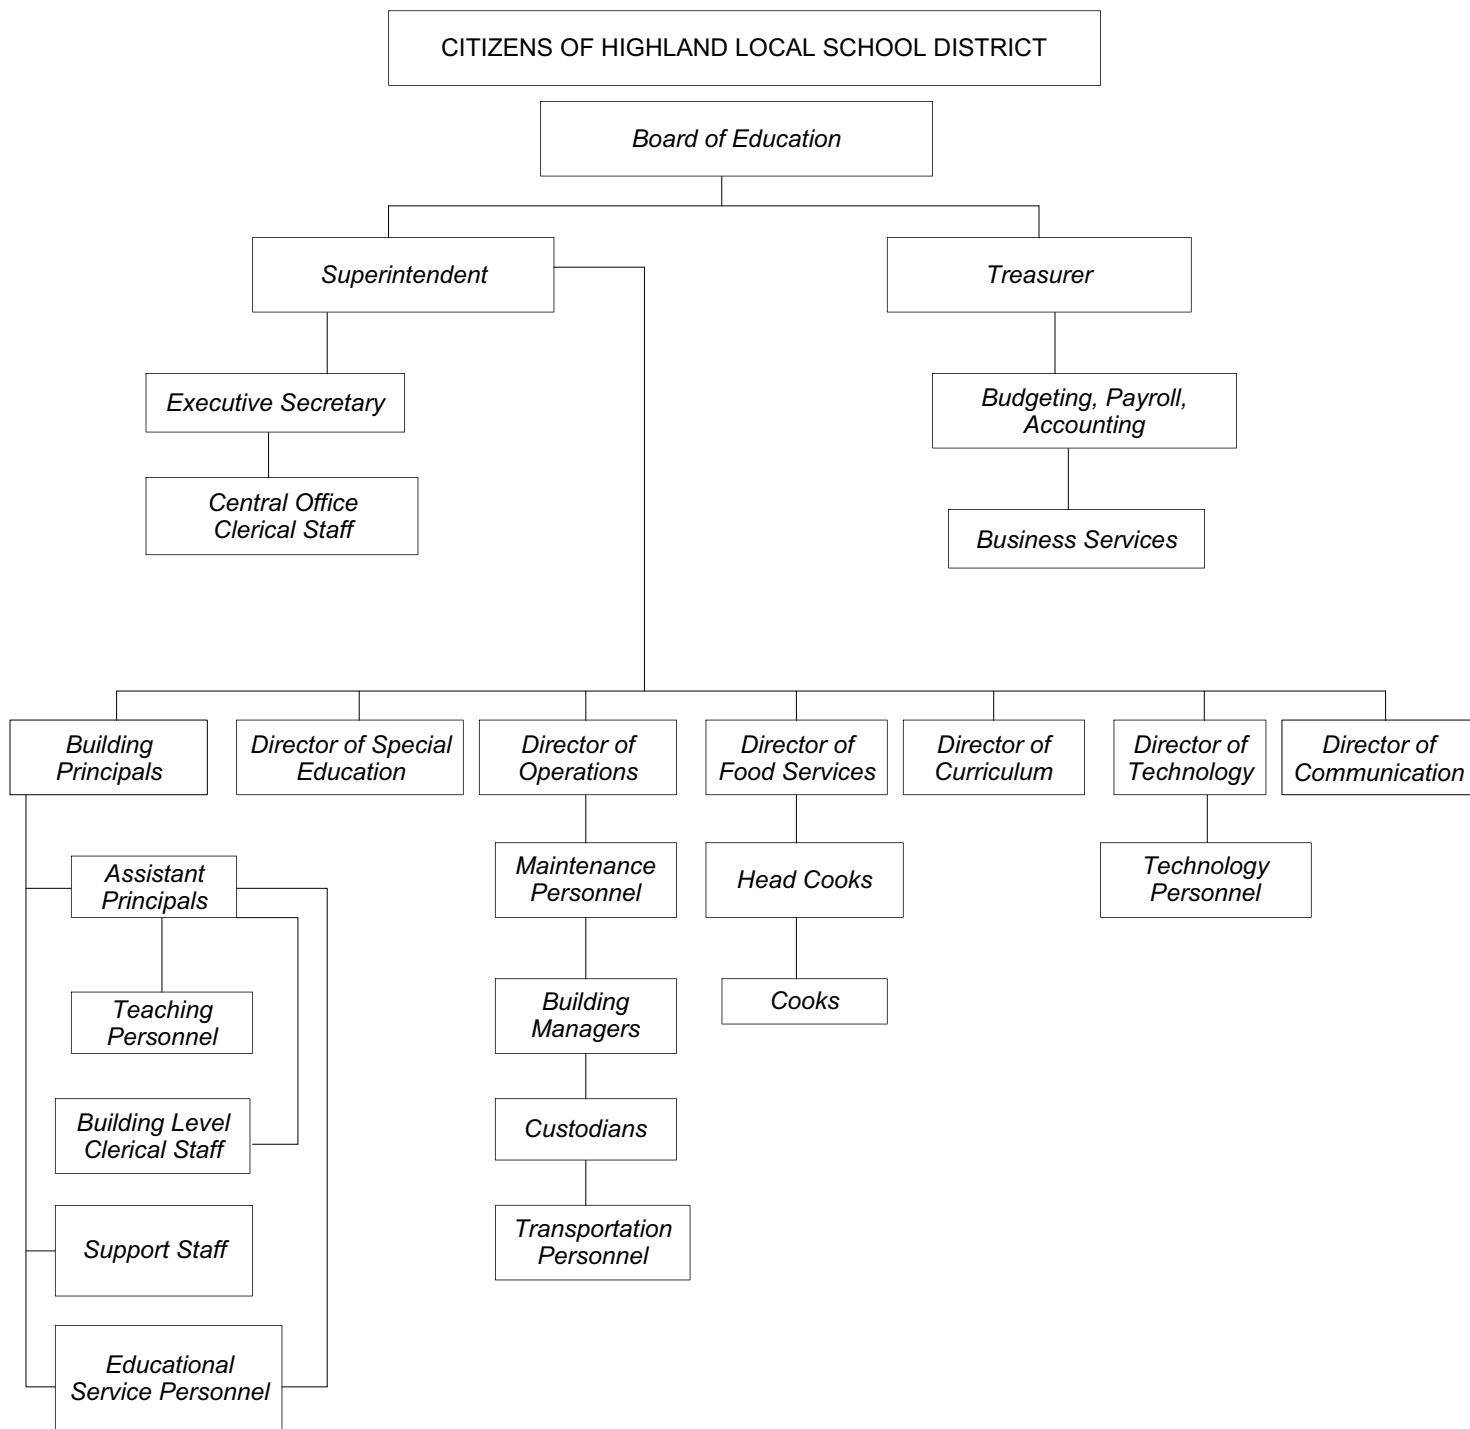 CITIZENS OF HIGHLAND LOCAL SCHOOL DISTRICT
Board of Education
Superintendent
Treasurer
Executive Secretary
Budgeting, Payroll,
Accounting
Central Office
Clerical Staff
Business Services
Building
Principals
Director of Special
Education
Director of
Operations
Director of
Food Services
Director of
Curriculum
Director of
Technology
Director of
Communication
Assistant
Principals
Maintenance
Personnel
Head Cooks
Technology
Personnel
Teaching
Personnel
Building
Managers
Cooks
Building Level
Clerical Staff
Custodians
Support Staff
Transportation
Personnel
Educational
Service Personnel